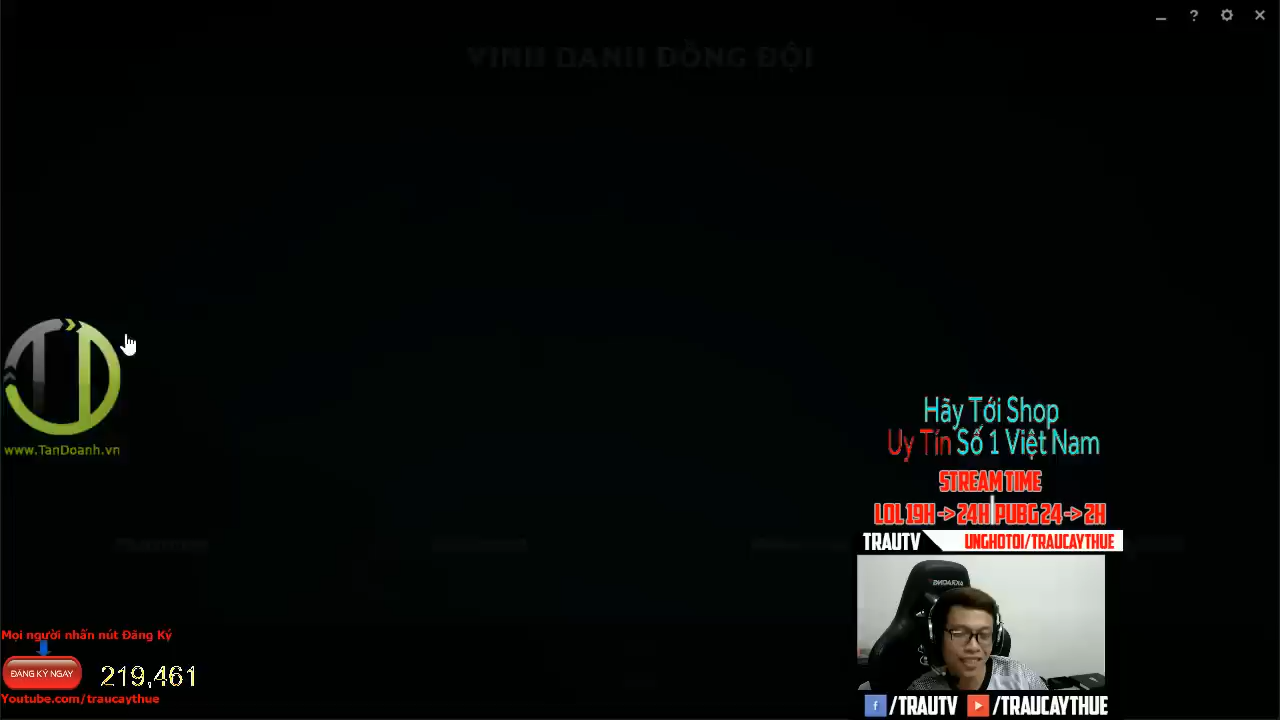 VINH DANH ĐỒNG ĐỘI
www.TanDoanh.vn
Hãy Tới Shop
Uy Tín Số 1 Việt Nam
STREAM TIME
LOL 19H -> 24H PUBG 24 -> 2H
TRAUTV UNGHOTOI/TRAUCAYTHUE
Mọi người nhấn nút Đăng Ký
ĐĂNG KÝ NGAY 219,461
Youtube.com/traucaythue
/TRAUTV /TRAUCAYTHUE